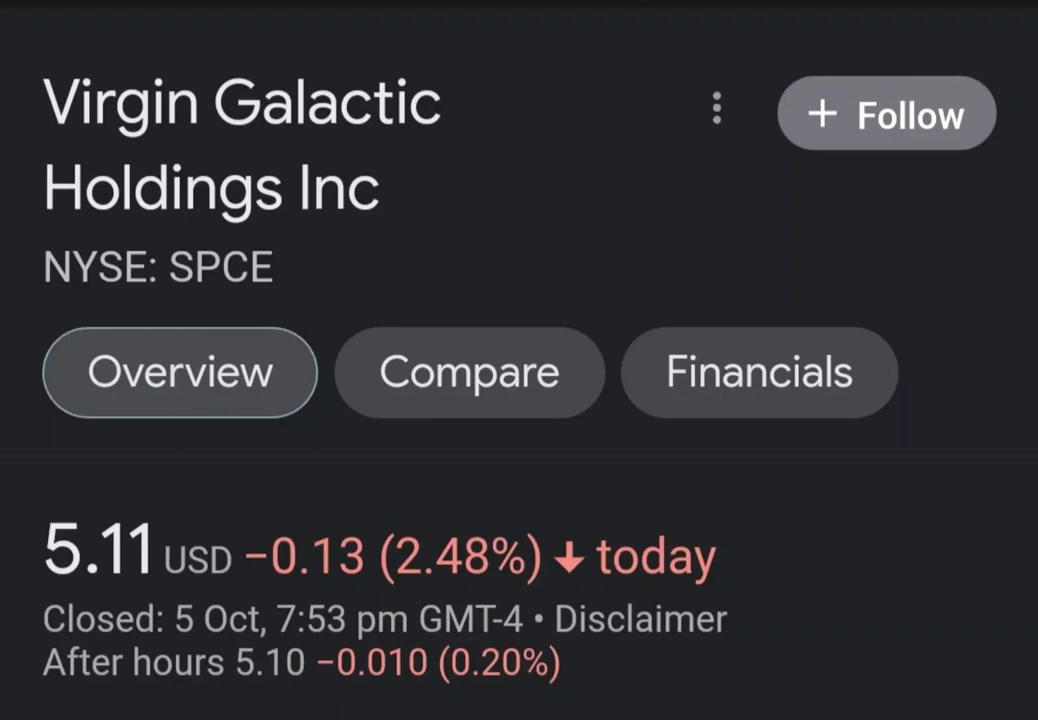 Virgin Galactic
Holdings Inc
+ Follow
NYSE: SPCE
Overview
Compare
Financials
5.11 USD −0.13 (2.48%) ↓ today
Closed: 5 Oct, 7:53 pm GMT-4 • Disclaimer
After hours 5.10 −0.010 (0.20%)